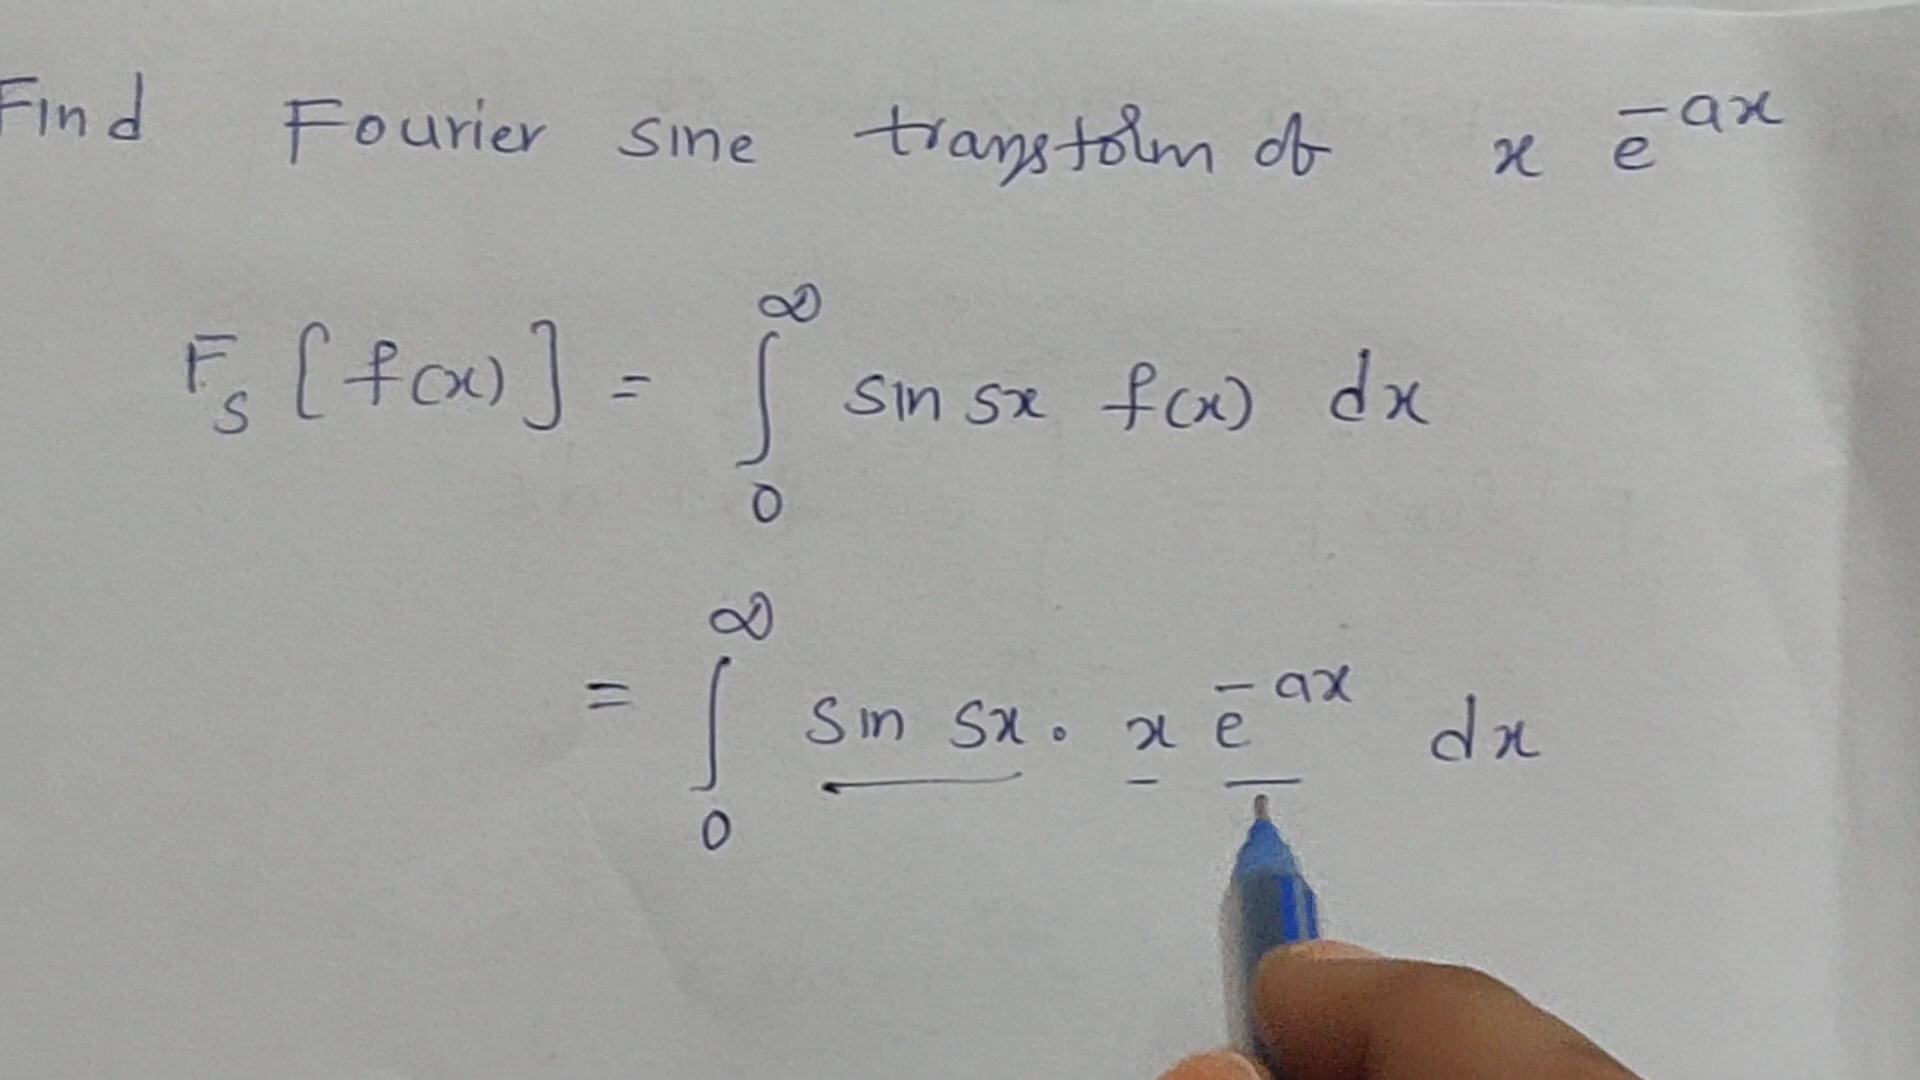 Find Fourier sine transform of x e^-ax
F_s [f(x)] = ∫_0^∞ sin sx f(x) dx
= ∫_0^∞ sin sx . x e^-ax dx